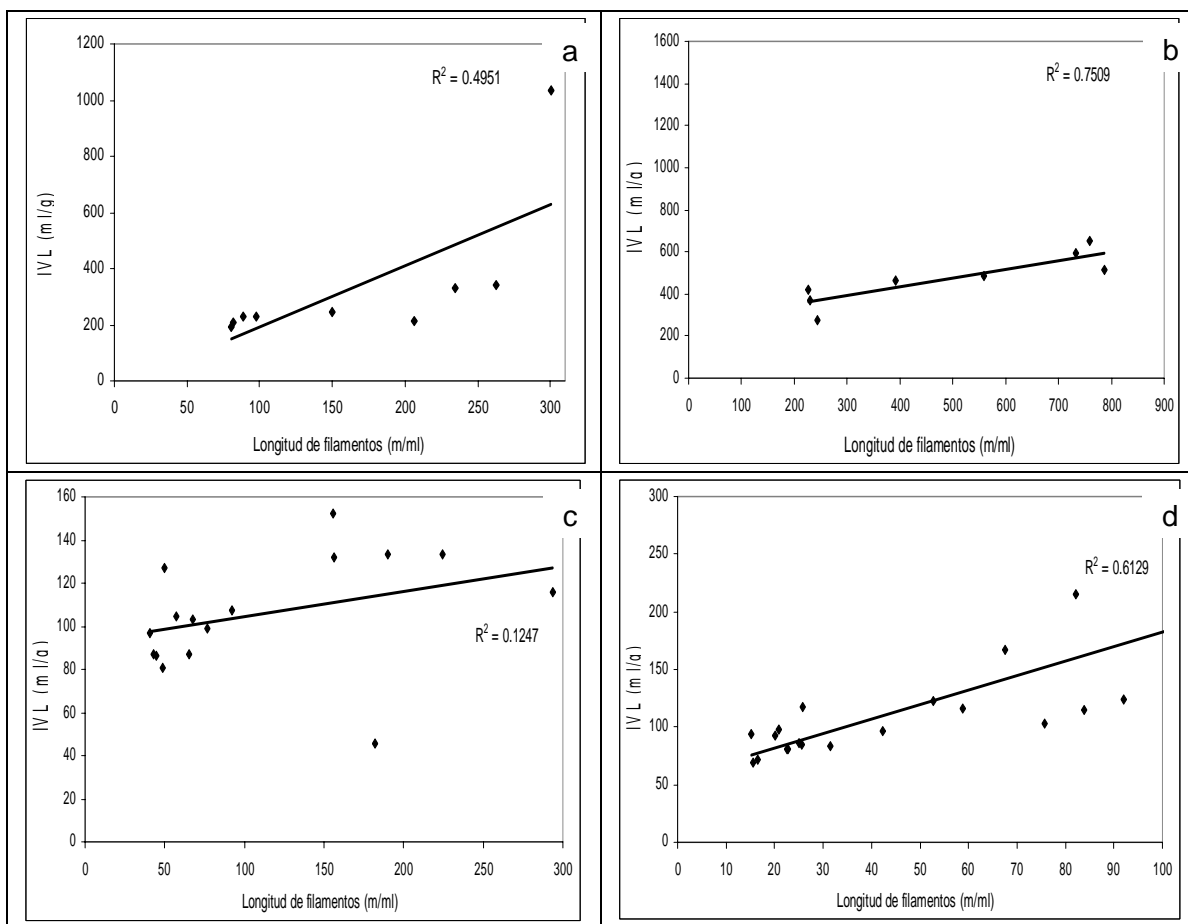 a
R² = 0.4951
1200
1000
800
600
400
200
0
IVL (ml/g)
0 50 100 150 200 250 300
Longitud de filamentos (m/ml)
b
R² = 0.7509
1600
1400
1200
1000
800
600
400
200
0
IVL (ml/g)
0 100 200 300 400 500 600 700 800 900
Longitud de filamentos (m/ml)
c
160
140
120
100
80
60
40
20
0
IVL (ml/g)
R² = 0.1247
0 50 100 150 200 250 300
Longitud de filamentos (m/ml)
d
300
250
200
150
100
50
0
IVL (ml/g)
R² = 0.6129
0 10 20 30 40 50 60 70 80 90 100
Longitud de filamentos (m/ml)